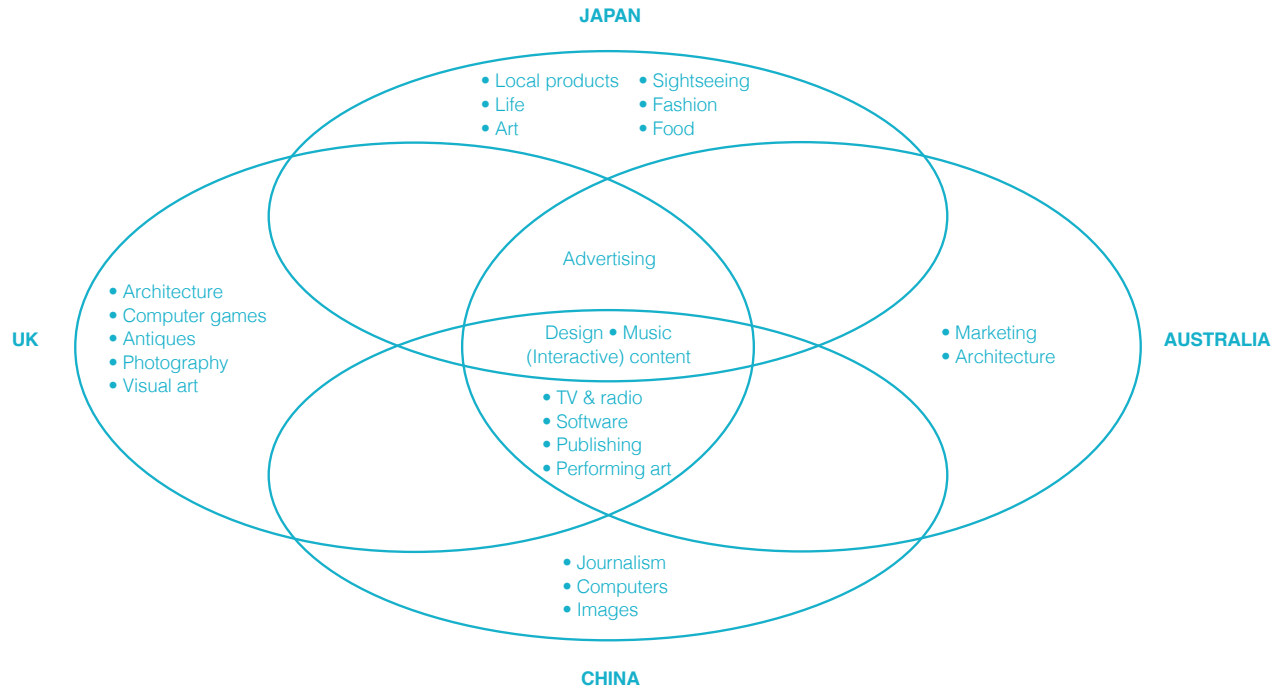 JAPAN
• Local products
• Life
• Art
• Sightseeing
• Fashion
• Food
Advertising
UK
• Architecture
• Computer games
• Antiques
• Photography
• Visual art
Design • Music
(Interactive) content
• Marketing
• Architecture
AUSTRALIA
• TV & radio
• Software
• Publishing
• Performing art
• Journalism
• Computers
• Images
CHINA